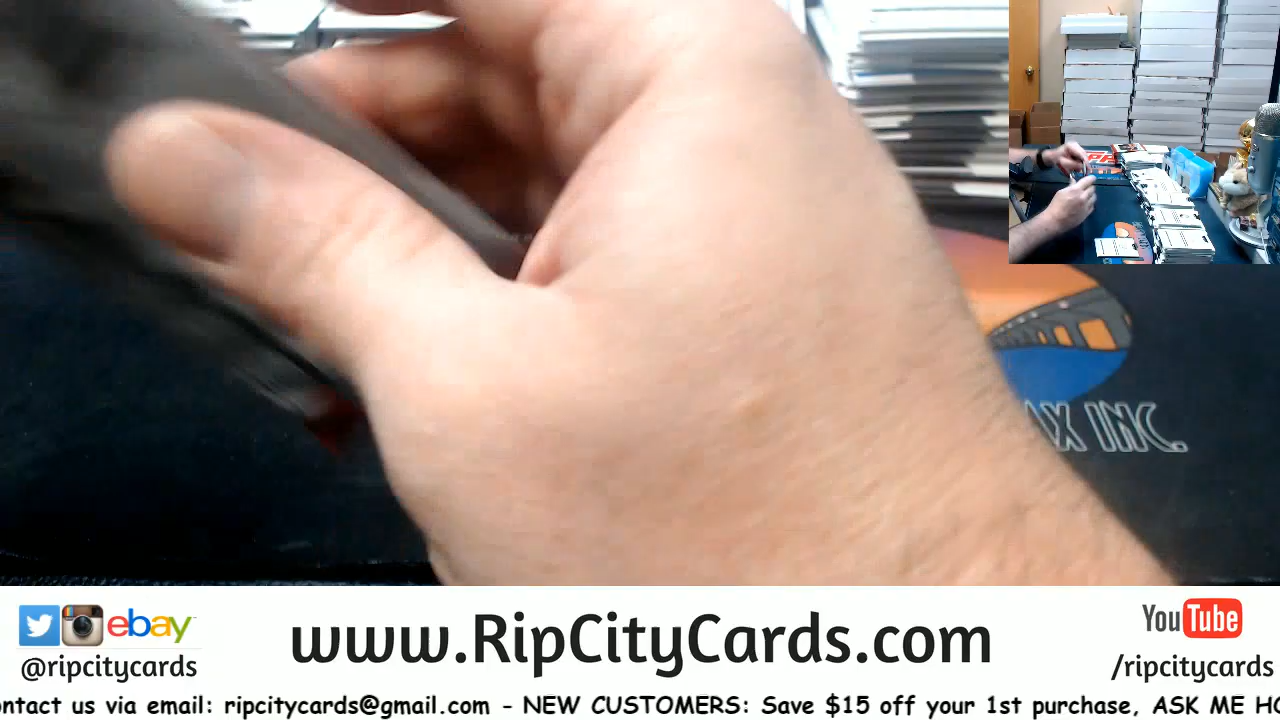 AX INC.
ebay
www.RipCityCards.com
YouTube
@ripcitycards
/ripcitycards
ontact us via email: ripcitycards@gmail.com - NEW CUSTOMERS: Save $15 off your 1st purchase, ASK ME HO